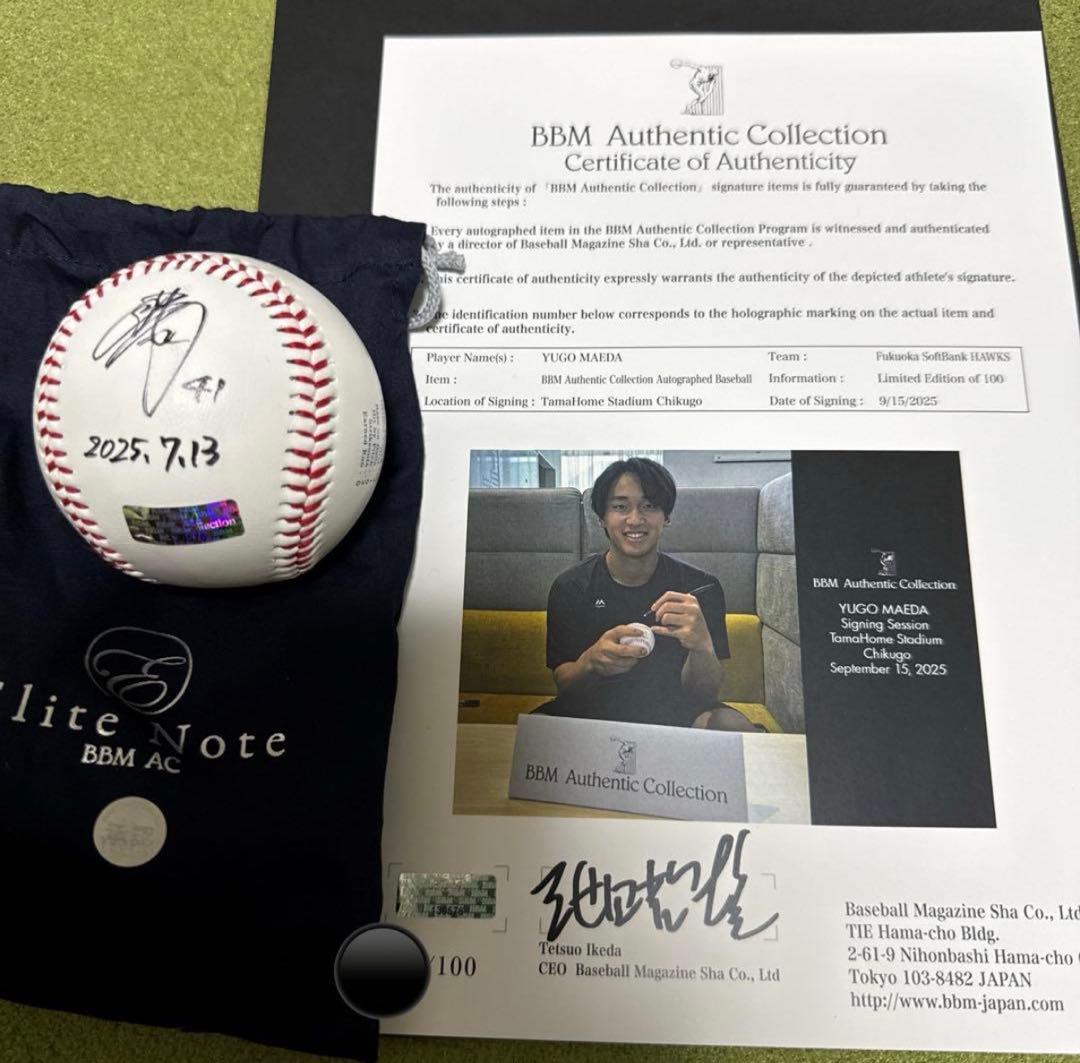 BBM Authentic Collection
Certificate of Authenticity
The authenticity of 「BBM Authentic Collection」 signature items is fully guaranteed by taking the
following steps :
Every autographed item in the BBM Authentic Collection Program is witnessed and authenticated
y a director of Baseball Magazine Sha Co., Ltd. or representative .
his certificate of authenticity expressly warrants the authenticity of the depicted athlete's signature.
he identification number below corresponds to the holographic marking on the actual item and
certificate of authenticity.
Player Name(s) : YUGO MAEDA Team : Fukuoka SoftBank HAWKS
Item : BBM Authentic Collection Autographed Baseball Information : Limited Edition of 100
Location of Signing : TamaHome Stadium Chikugo Date of Signing : 9/15/2025
41
2025. 7.13
llection
BBM Authentic Collection
YUGO MAEDA
Signing Session
TamaHome Stadium
Chikugo
September 15, 2025
BBM Authentic Collection
E
lite Note
BBM AC
Tetsuo Ikeda
CEO Baseball Magazine Sha Co., Ltd
/100
Baseball Magazine Sha Co., Ltd
TIE Hama-cho Bldg.
2-61-9 Nihonbashi Hama-cho
Tokyo 103-8482 JAPAN
http://www.bbm-japan.com